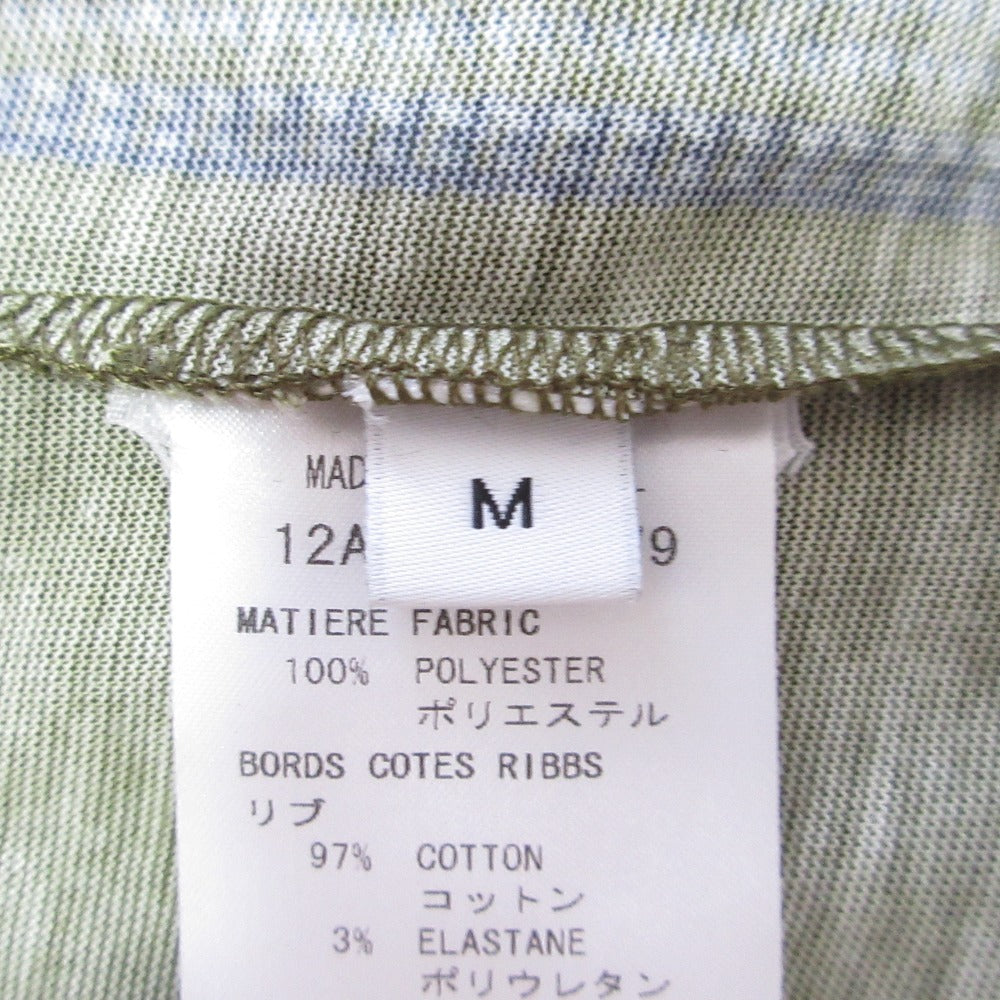 M
12A 9
MATIERE FABRIC
100% POLYESTER
ポリエステル
BORDS COTES RIBBS
リブ
97% COTTON
コットン
3% ELASTANE
ポリウレタン